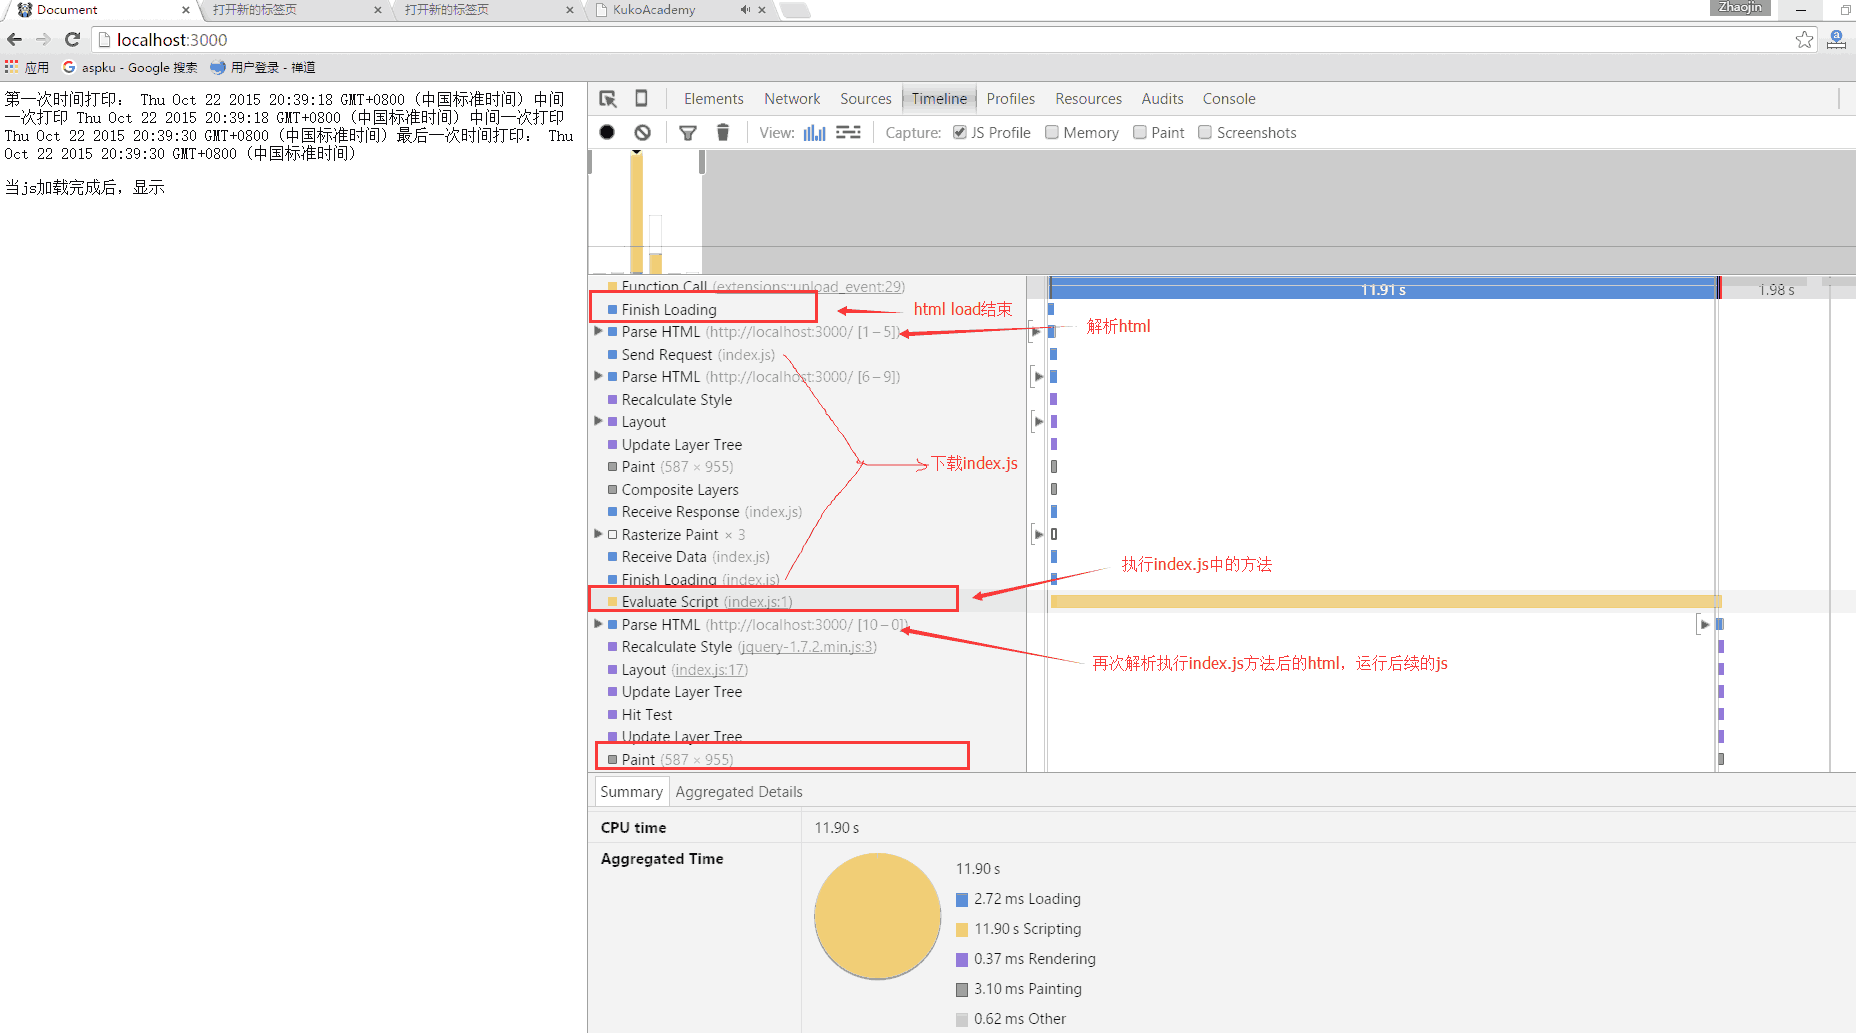 Document
打开新的标签页
打开新的标签页
KukoAcademy
Zhaojin
localhost:3000
应用
aspku - Google 搜索
用户登录 - 禅道
第一次时间打印： Thu Oct 22 2015 20:39:18 GMT+0800 (中国标准时间) 中间
一次打印 Thu Oct 22 2015 20:39:18 GMT+0800 (中国标准时间) 中间一次打印
Thu Oct 22 2015 20:39:30 GMT+0800 (中国标准时间) 最后一次时间打印： Thu
Oct 22 2015 20:39:30 GMT+0800 (中国标准时间)
当js加载完成后，显示
Elements Network Sources Timeline Profiles Resources Audits Console
View: Capture: JS Profile Memory Paint Screenshots
11.91 s
1.98 s
Function Call (extensions::upload_event:29)
Finish Loading
html load结束
Parse HTML (http://localhost:3000/ [1 – 5])
解析html
Send Request (index.js)
Parse HTML (http://localhost:3000/ [6 – 9])
Recalculate Style
Layout
Update Layer Tree
Paint (587 × 955)
下载index.js
Composite Layers
Receive Response (index.js)
Rasterize Paint × 3
Receive Data (index.js)
执行index.js中的方法
Finish Loading (index.js)
Evaluate Script (index.js:1)
Parse HTML (http://localhost:3000/ [10 – 0])
Recalculate Style (jquery-1.7.2.min.js:3)
再次解析执行index.js方法后的html，运行后续的js
Layout (index.js:17)
Update Layer Tree
Hit Test
Update Layer Tree
Paint (587 × 955)
Summary Aggregated Details
CPU time 11.90 s
Aggregated Time
11.90 s
2.72 ms Loading
11.90 s Scripting
0.37 ms Rendering
3.10 ms Painting
0.62 ms Other